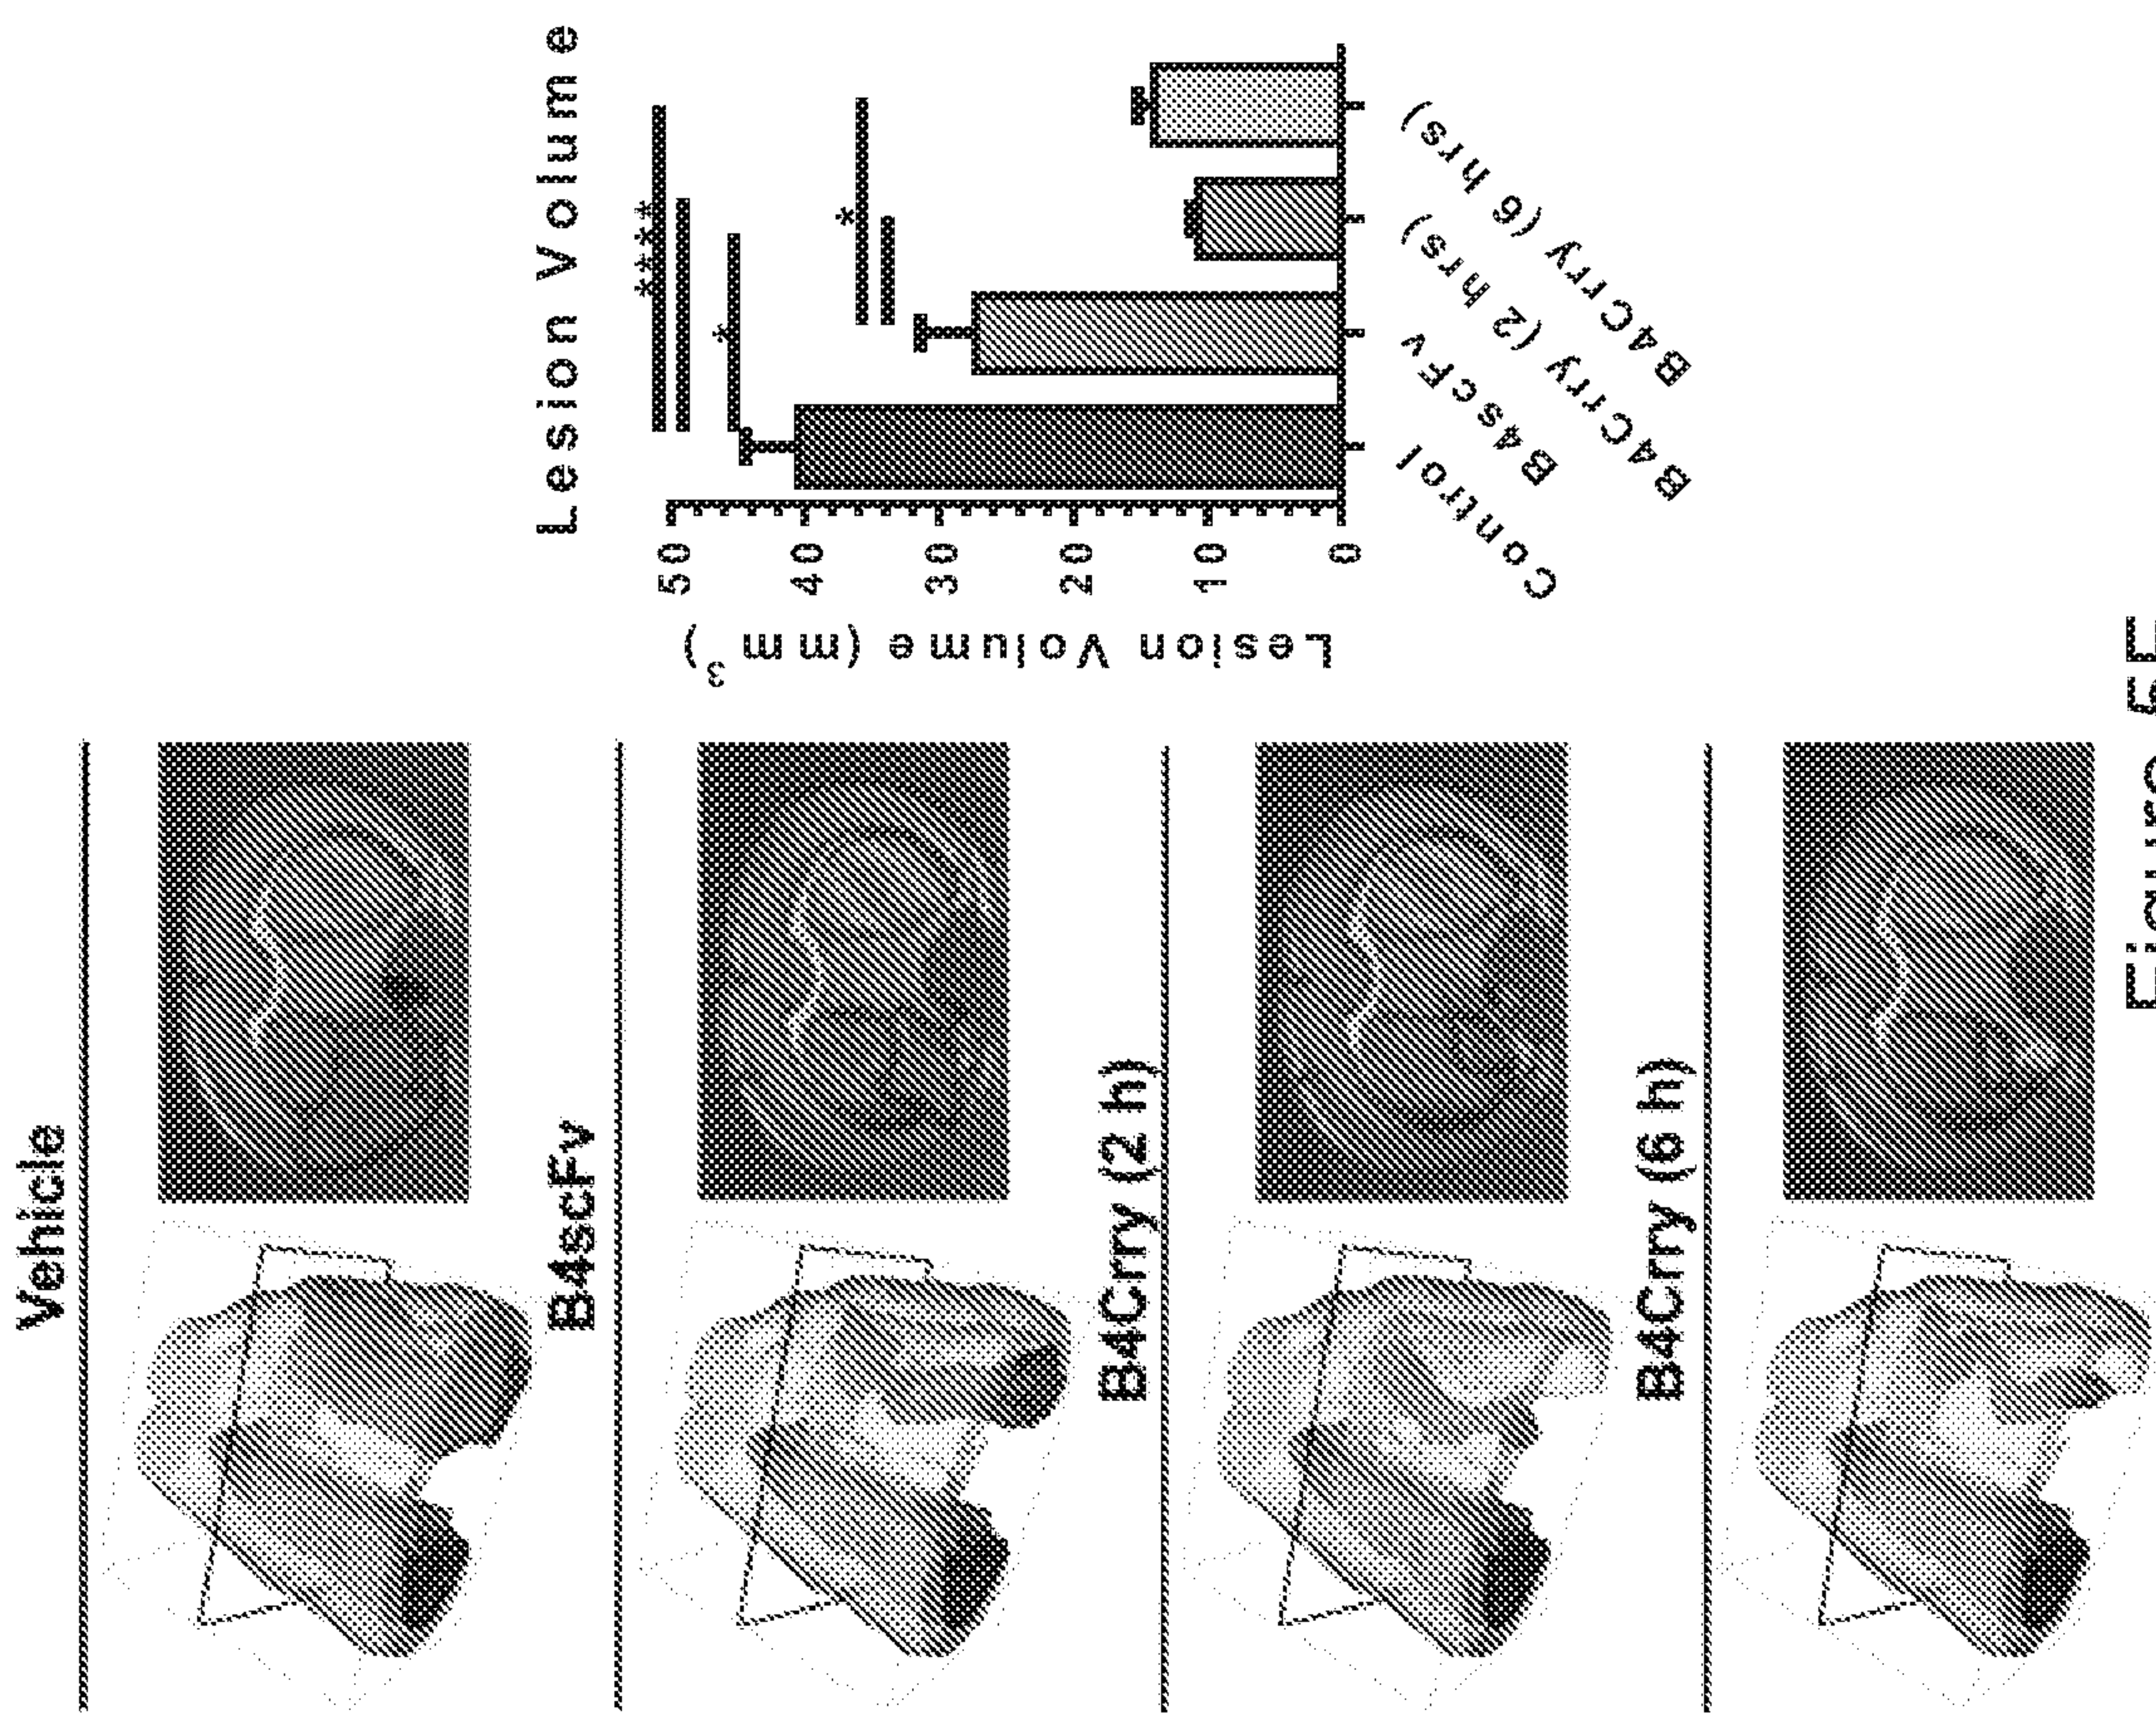 Vehicle
B4scFv
B4Crry (2 h)
B4Crry (6 h)
Lesion Volume
****
*
*
Lesion Volume (mm3)
50
40
30
20
10
0
Control
B4scFv
B4Crry (2 hrs)
B4Crry (6 hrs)
Figure